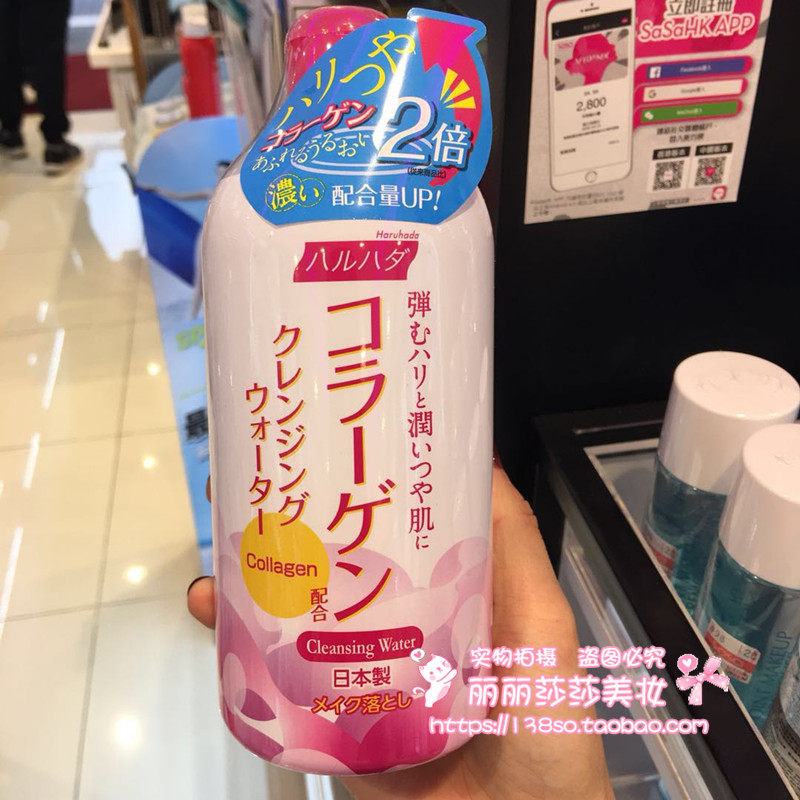 ハリつや
コラーゲン
2倍
あふれるうるおい
(従来商品比)
濃い
配合量UP!
Haruhada
ハルハダ
弾むハリと潤いつや肌に
コラーゲン
クレンジング
ウォーター
Collagen
配合
Cleansing Water
日本製
メイク落とし
立即註冊
SaSaHK APP
2,800
实物拍摄 盗图必究
丽丽莎莎美妆
https://138so.taobao.com